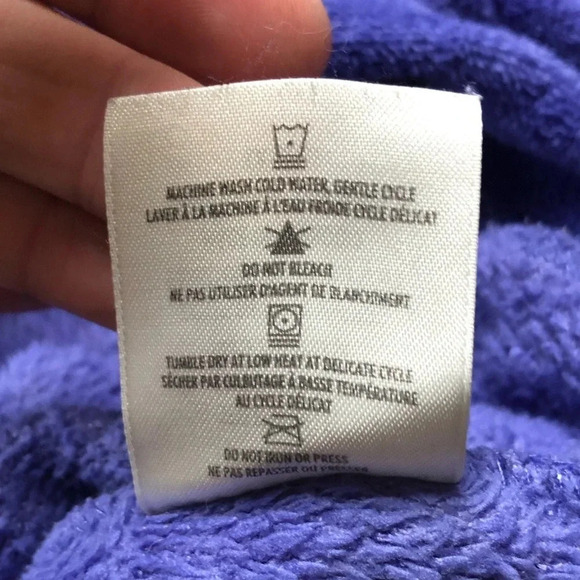 MACHINE WASH COLD WATER, GENTLE CYCLE
LAVER À LA MACHINE À L'EAU FROIDE CYCLE DÉLICAT
DO NOT BLEACH
NE PAS UTILISER D'AGENT DE BLANCHIMENT
TUMBLE DRY AT LOW HEAT AT DELICATE CYCLE
SÉCHER PAR CULBUTAGE À BASSE TEMPÉRATURE
AU CYCLE DÉLICAT
DO NOT IRON OR PRESS
NE PAS REPASSER OU PRESSER